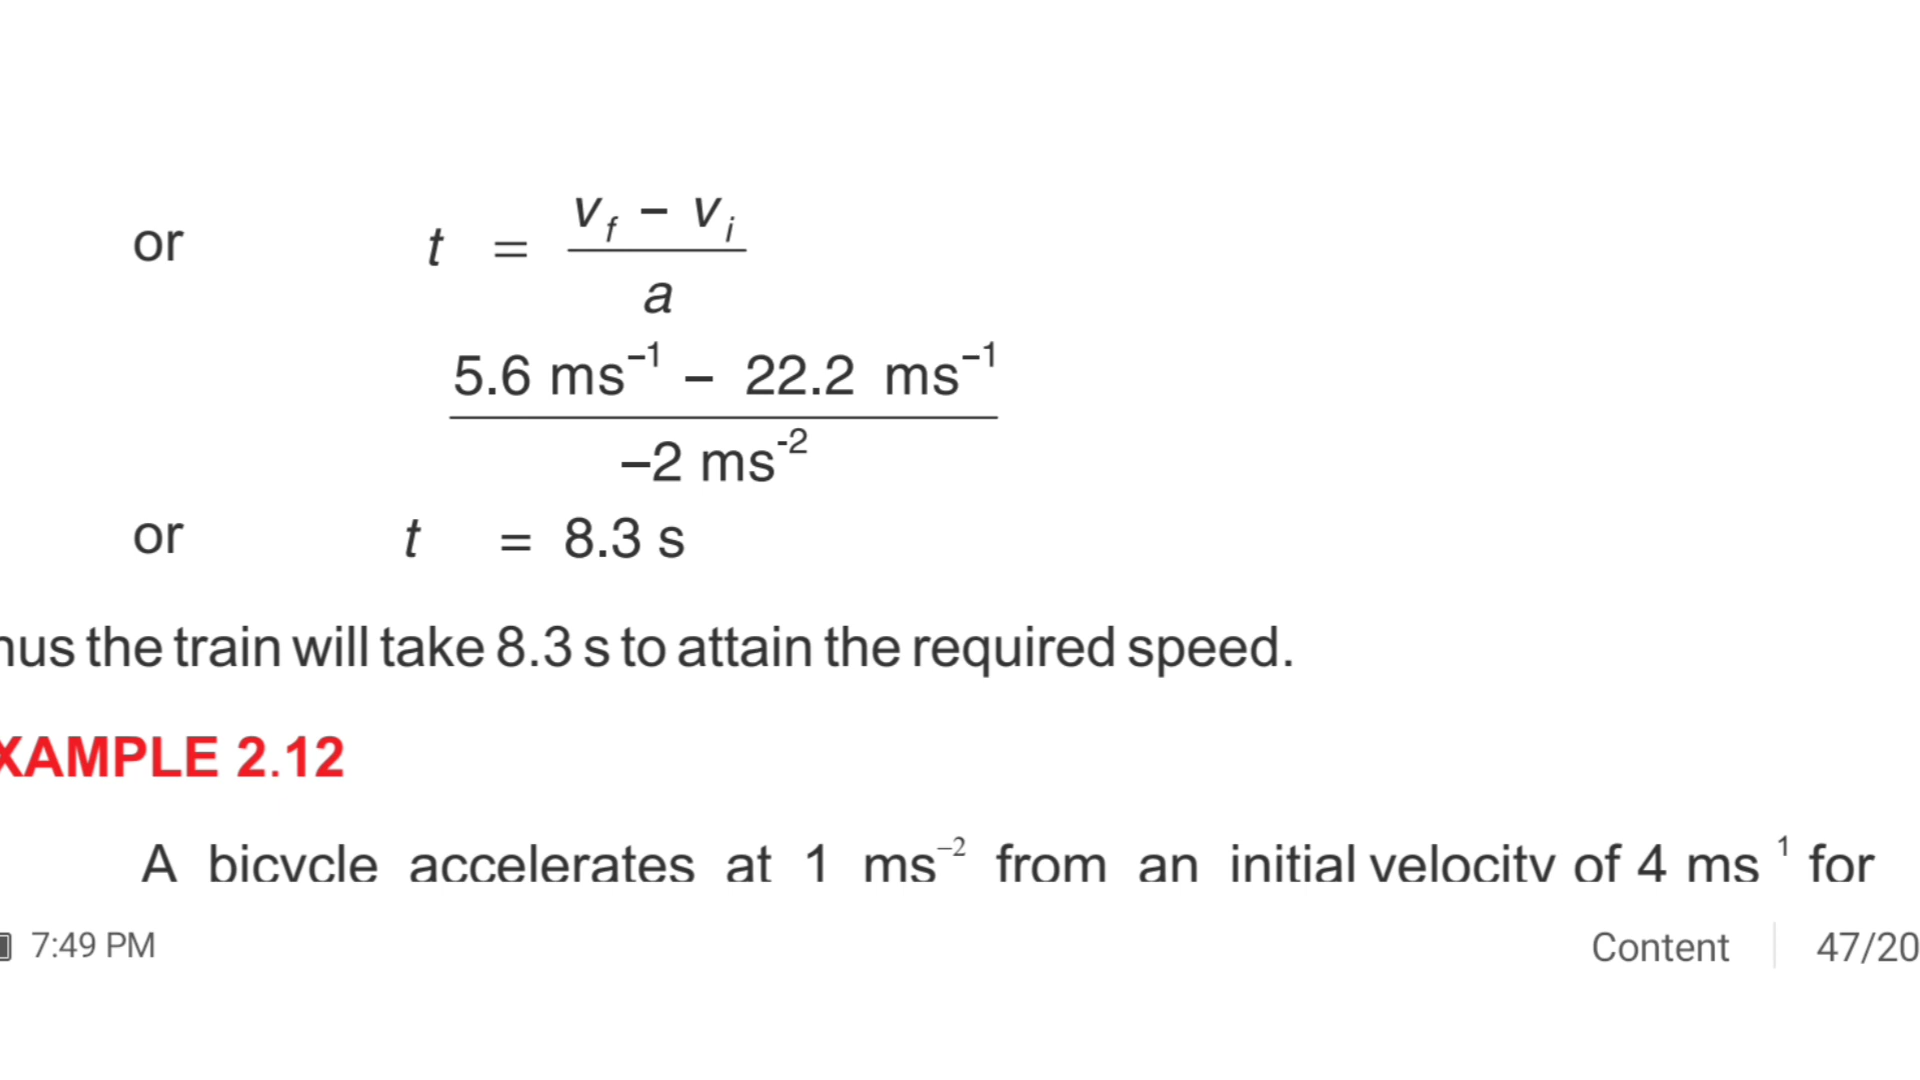 or t = v_f – v_i / a
5.6 ms⁻¹ – 22.2 ms⁻¹ / –2 ms⁻²
or t = 8.3 s
hus the train will take 8.3 s to attain the required speed.
XAMPLE 2.12
A bicycle accelerates at 1 ms⁻² from an initial velocity of 4 ms ¹ for
7:49 PM Content 47/20